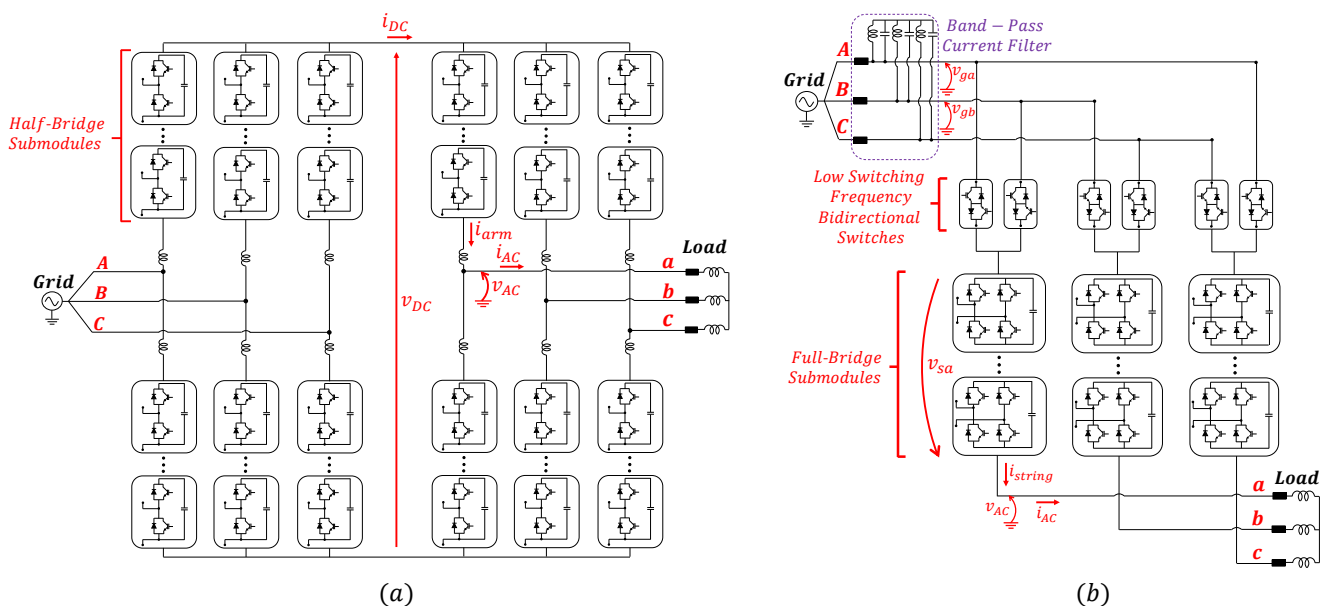 i_DC
Half-Bridge
Submodules
Grid
A
B
C
v_DC
i_arm
i_AC
v_AC
Load
a
b
c
(a)
Band − Pass
Current Filter
Grid
A
B
C
v_ga
v_gb
Low Switching
Frequency
Bidirectional
Switches
Full-Bridge
Submodules
v_sa
i_string
v_AC
i_AC
Load
a
b
c
(b)